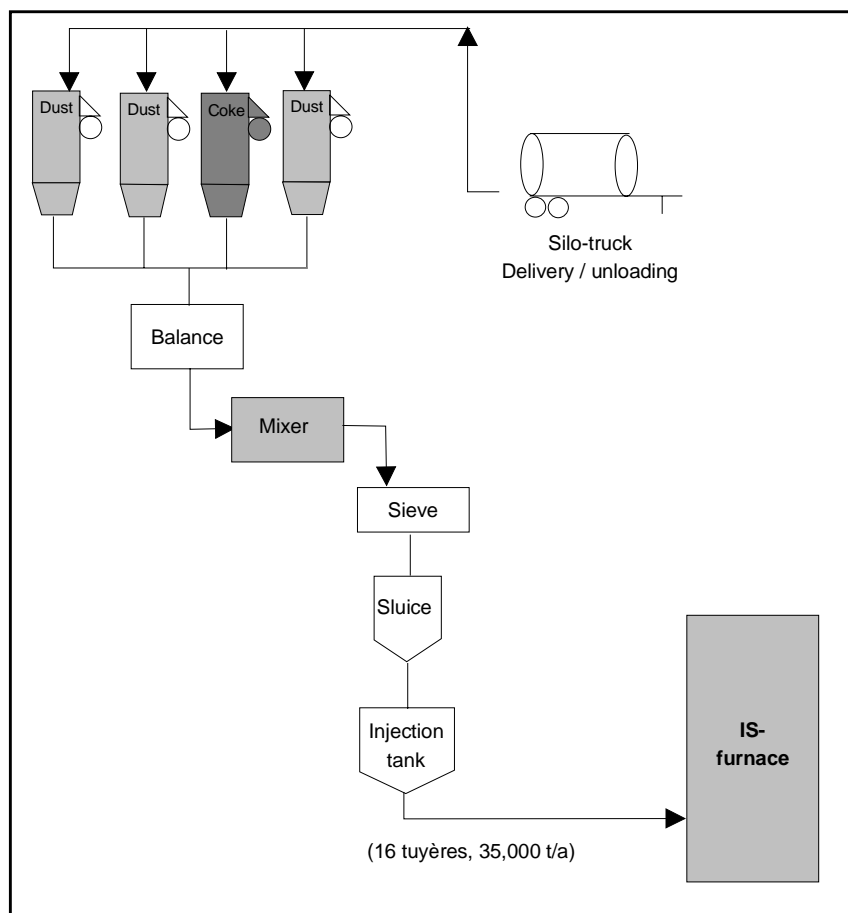 Dust
Dust
Coke
Dust
Silo-truck
Delivery / unloading
Balance
Mixer
Sieve
Sluice
Injection
tank
IS-
furnace
(16 tuyères, 35,000 t/a)